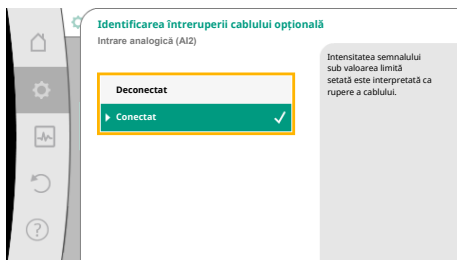 Identificarea întreruperii cablului opțională
Intrare analogică (AI2)
Intensitatea semnalului
sub valoarea limită
setată este interpretată ca
rupere a cablului.
Deconectat
Conectat